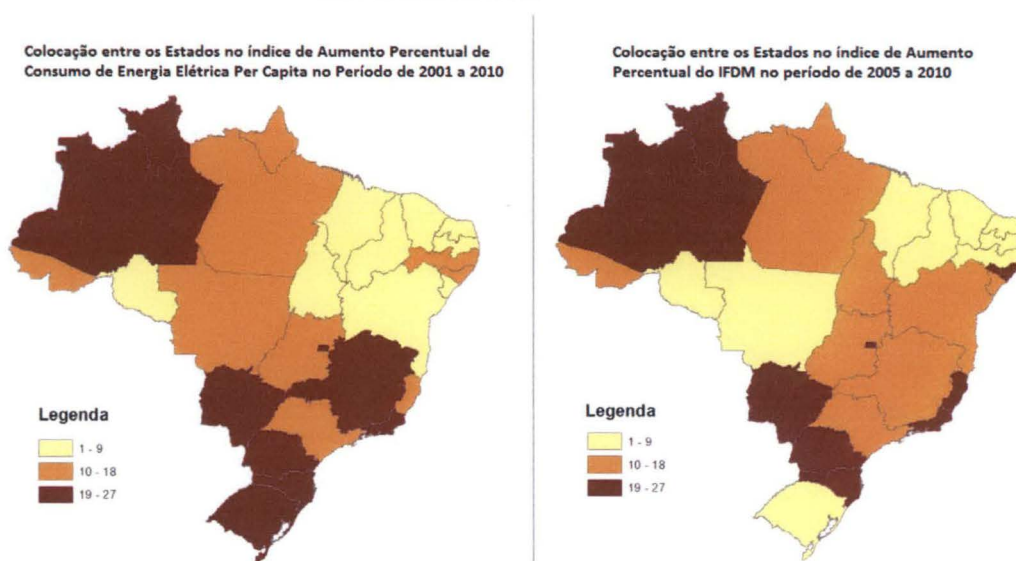 Colocação entre os Estados no índice de Aumento Percentual de
Consumo de Energia Elétrica Per Capita no Período de 2001 a 2010
Legenda
1 - 9
10 - 18
19 - 27
Colocação entre os Estados no índice de Aumento
Percentual do IFDM no período de 2005 a 2010
Legenda
1 - 9
10 - 18
19 - 27